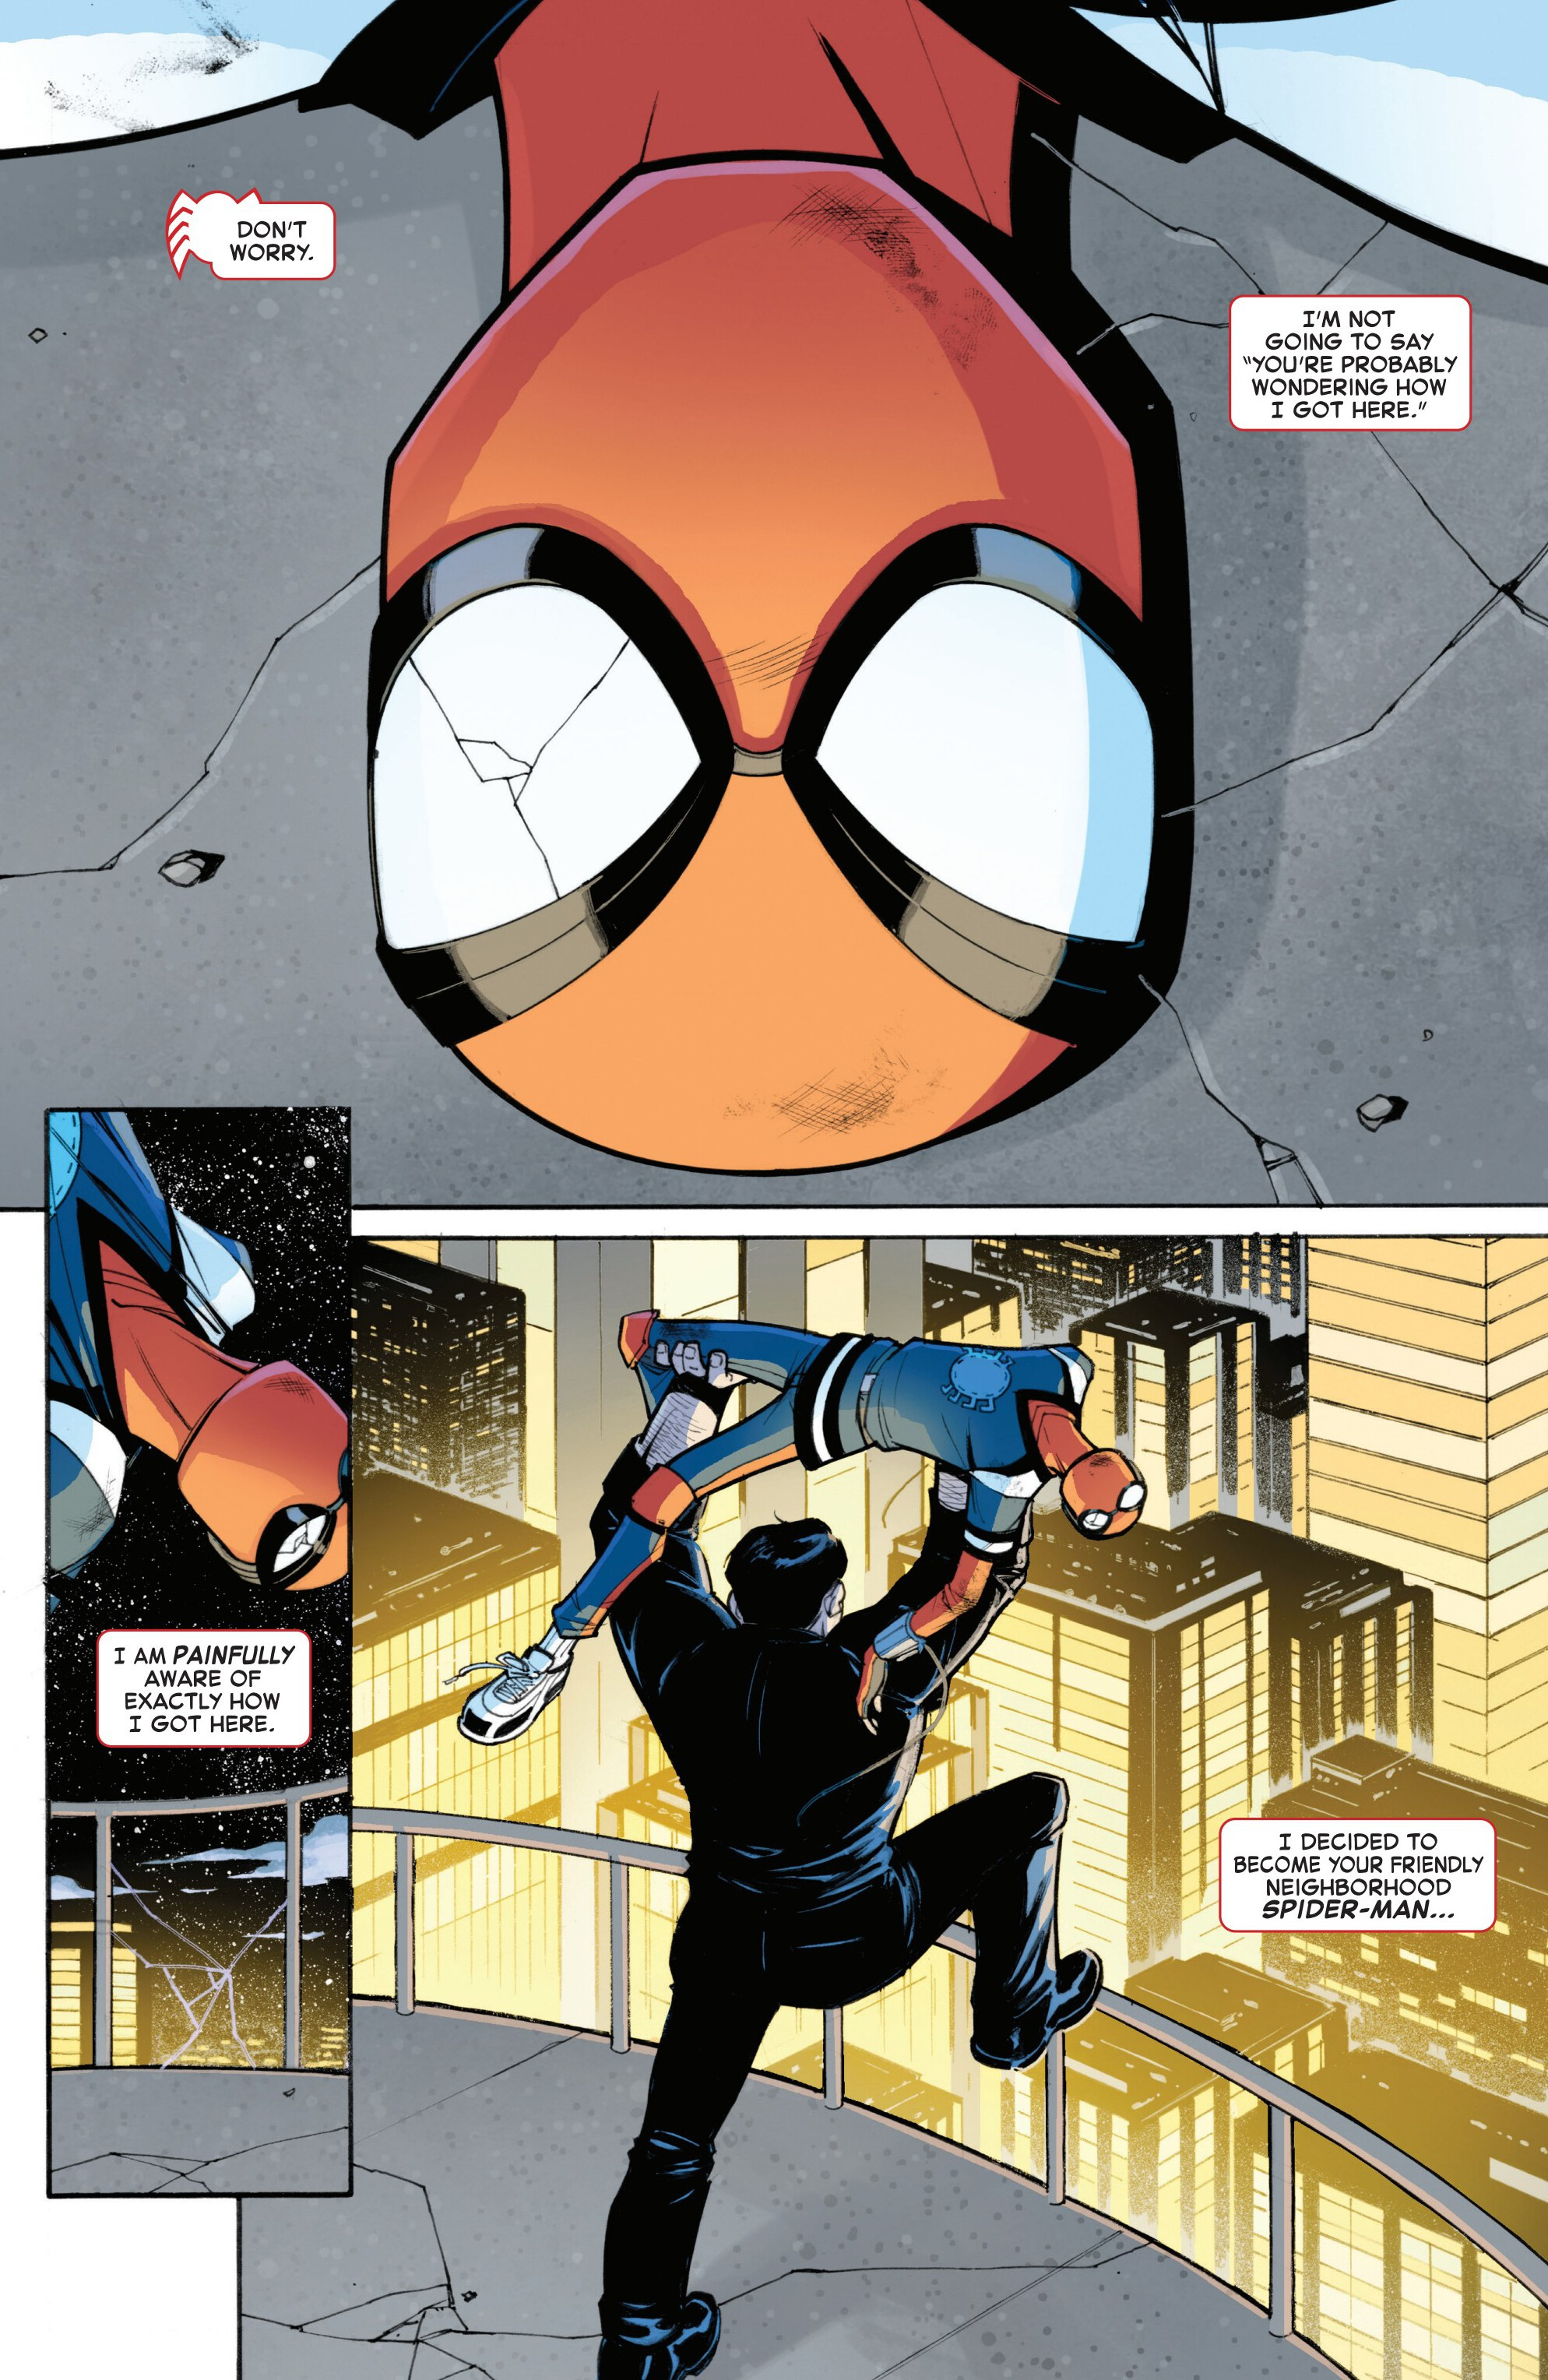 DON'T
WORRY.
I'M NOT
GOING TO SAY
"YOU'RE PROBABLY
WONDERING HOW
I GOT HERE."
I AM PAINFULLY
AWARE OF
EXACTLY HOW
I GOT HERE.
I DECIDED TO
BECOME YOUR FRIENDLY
NEIGHBORHOOD
SPIDER-MAN...